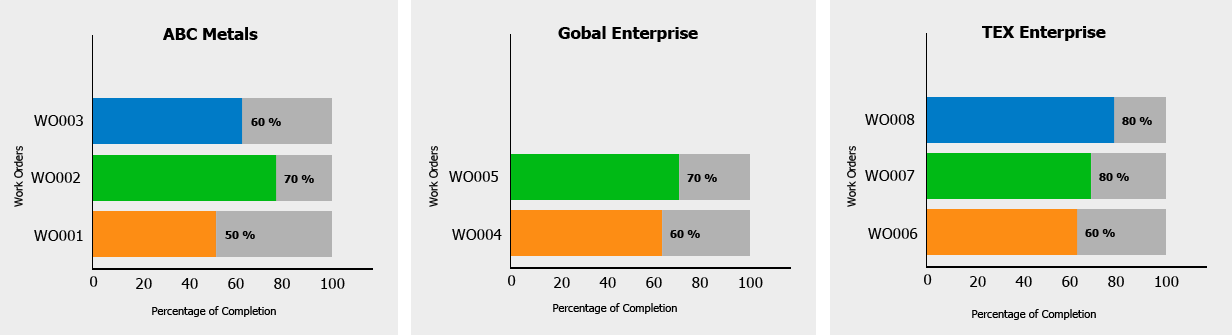 ABC Metals
Work Orders
WO003
60 %
WO002
70 %
WO001
50 %
0 20 40 60 80 100
Percentage of Completion
Gobal Enterprise
Work Orders
WO005
70 %
WO004
60 %
0 20 40 60 80 100
Percentage of Completion
TEX Enterprise
Work Orders
WO008
80 %
WO007
80 %
WO006
60 %
0 20 40 60 80 100
Percentage of Completion